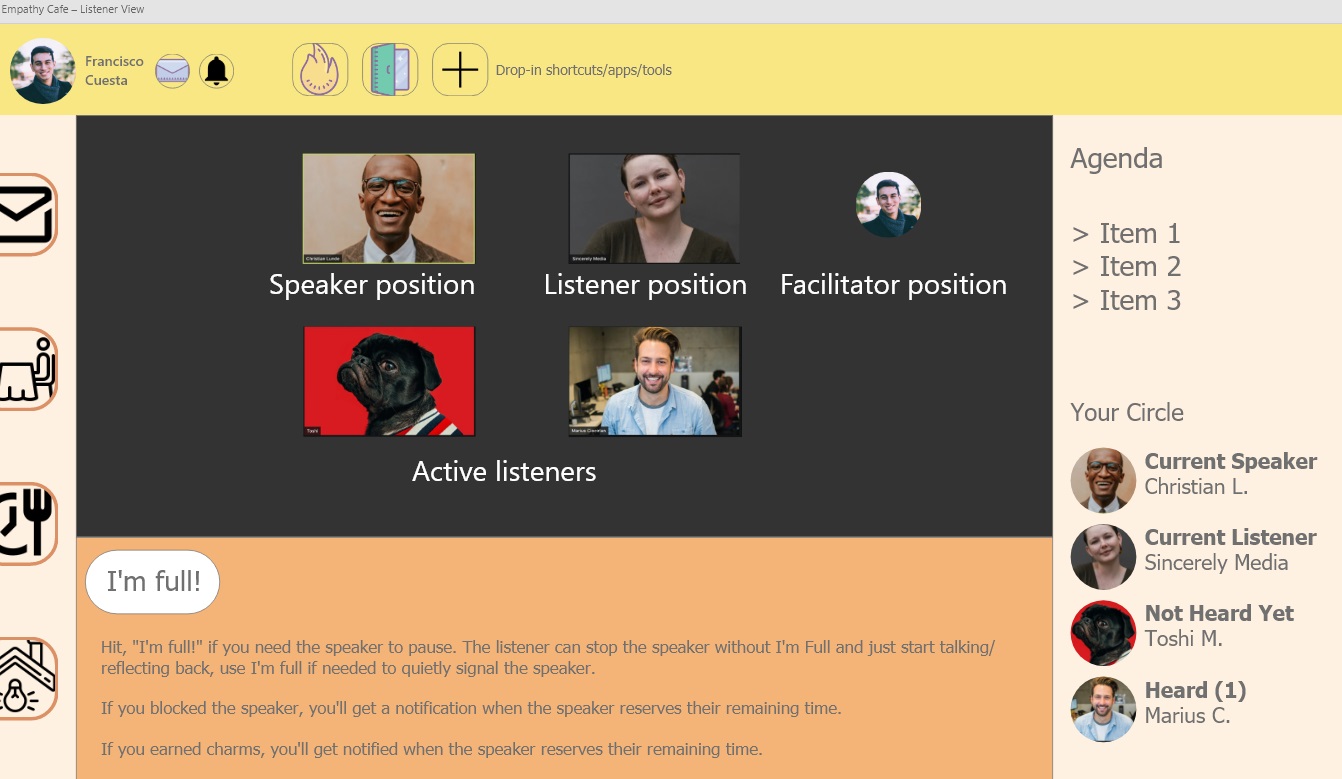 Empathy Cafe – Listener View
Francisco
Cuesta
Drop-in shortcuts/apps/tools
Christian Lunde
Sincerely Media
Speaker position
Listener position
Facilitator position
Toshi
Active listeners
Agenda
> Item 1
> Item 2
> Item 3
Your Circle
Current Speaker
Christian L.
Current Listener
Sincerely Media
Not Heard Yet
Toshi M.
Heard (1)
Marius C.
I'm full!
Hit, "I'm full!" if you need the speaker to pause. The listener can stop the speaker without I'm Full and just start talking/
reflecting back, use I'm full if needed to quietly signal the speaker.
If you blocked the speaker, you'll get a notification when the speaker reserves their remaining time.
If you earned charms, you'll get notified when the speaker reserves their remaining time.